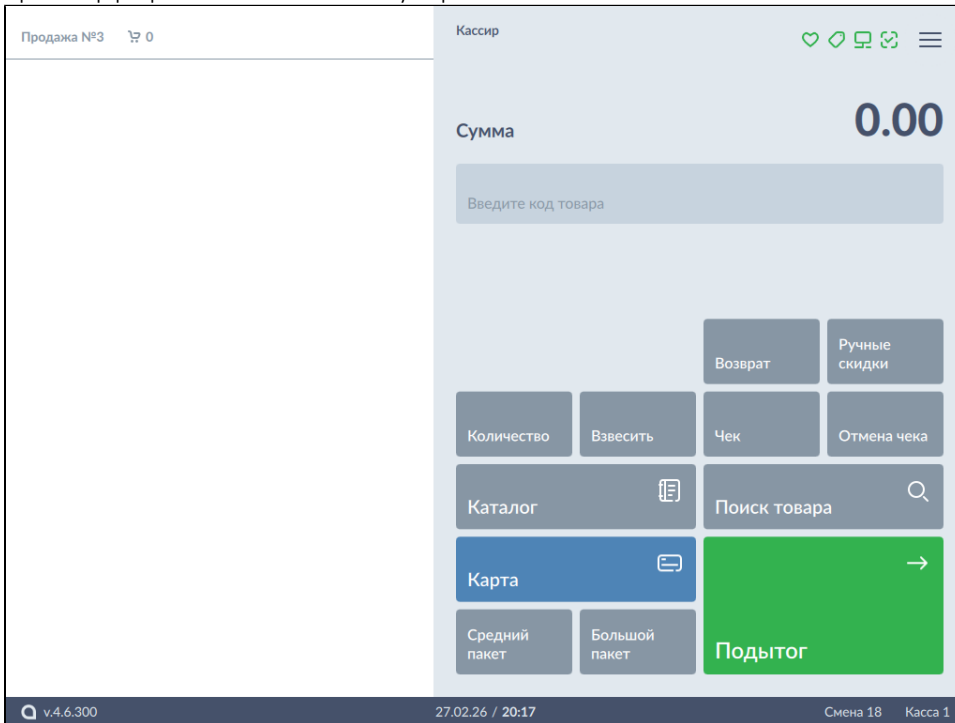 Продажа №3 0
Кассир
Сумма 0.00
Введите код товара
Возврат
Ручные
скидки
Количество
Взвесить
Чек
Отмена чека
Каталог
Поиск товара
Карта
Средний
пакет
Большой
пакет
Подытог
v.4.6.300 27.02.26 / 20:17 Смена 18 Касса 1